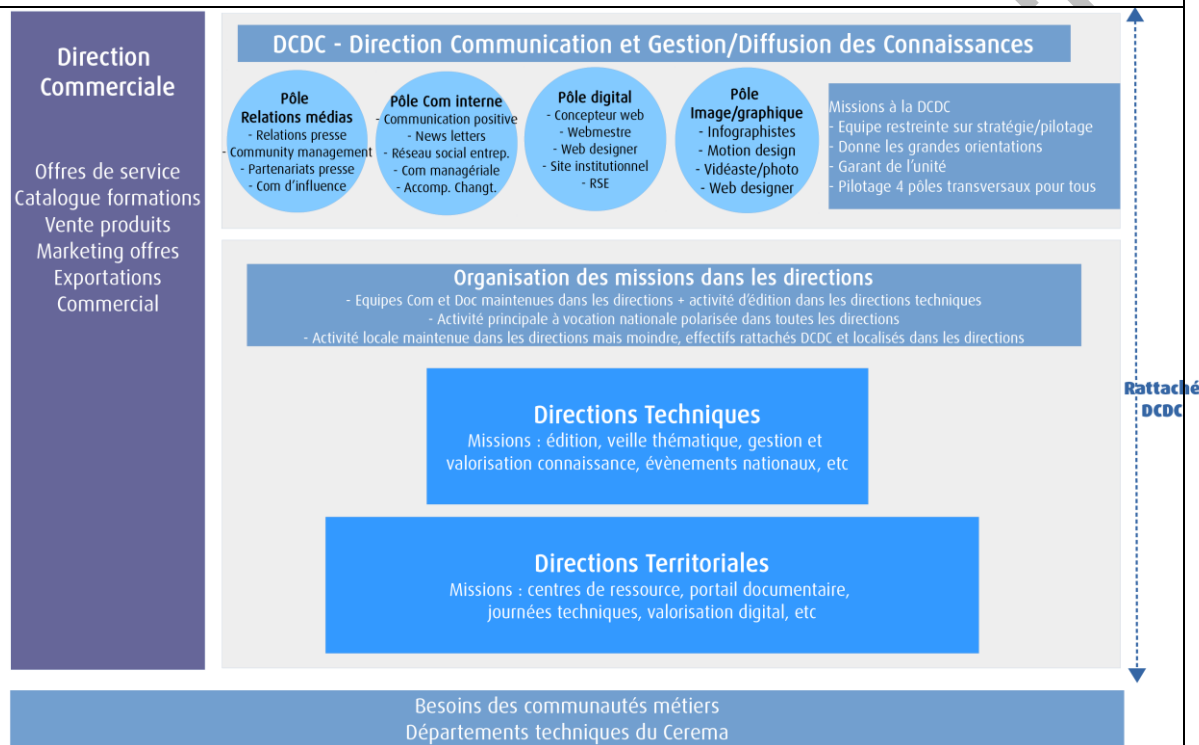 Direction
Commerciale
Offres de service
Catalogue formations
Vente produits
Marketing offres
Exportations
Commercial
DCDC - Direction Communication et Gestion/Diffusion des Connaissances
Pôle
Relations médias
- Relations presse
- Community management
- Partenariats presse
- Com d'influence
Pôle Com interne
- Communication positive
- News letters
- Réseau social entrep.
- Com managériale
- Accomp. Changt.
Pôle digital
- Concepteur web
- Webmestre
- Web designer
- Site institutionnel
- RSE
Pôle
Image/graphique
- Infographistes
- Motion design
- Vidéaste/photo
- Web designer
Missions à la DCDC
- Equipe restreinte sur stratégie/pilotage
- Donne les grandes orientations
- Garant de l'unité
- Pilotage 4 pôles transversaux pour tous
Organisation des missions dans les directions
- Equipes Com et Doc maintenues dans les directions + activité d'édition dans les directions techniques
- Activité principale à vocation nationale polarisée dans toutes les directions
- Activité locale maintenue dans les directions mais moindre, effectifs rattachés DCDC et localisés dans les directions
Directions Techniques
Missions : édition, veille thématique, gestion et
valorisation connaissance, évènements nationaux, etc
Directions Territoriales
Missions : centres de ressource, portail documentaire,
journées techniques, valorisation digital, etc
Rattaché
DCDC
Besoins des communautés métiers
Départements techniques du Cerema